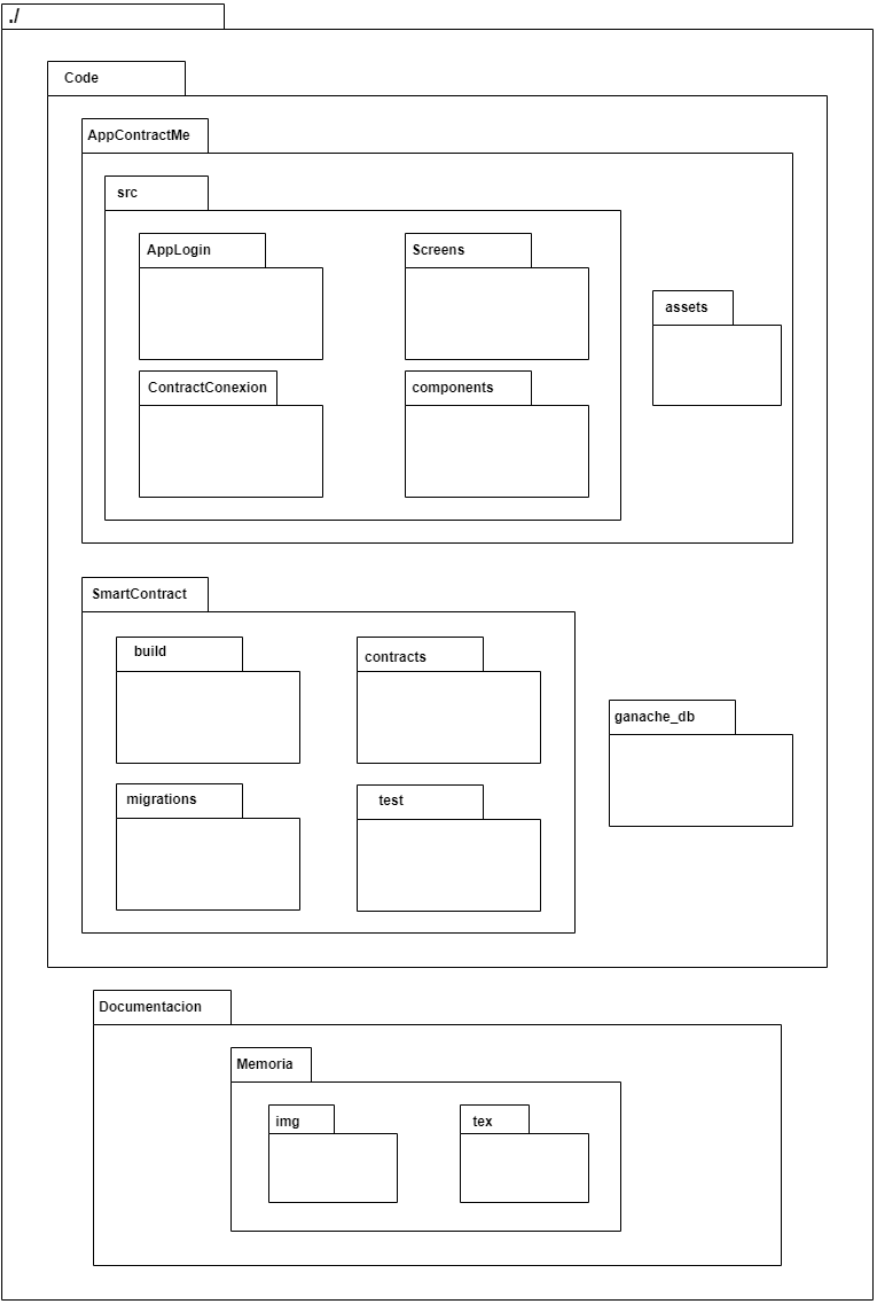 ./
Code
AppContractMe
src
AppLogin
Screens
assets
ContractConexion
components
SmartContract
build
contracts
ganache_db
migrations
test
Documentacion
Memoria
img
tex